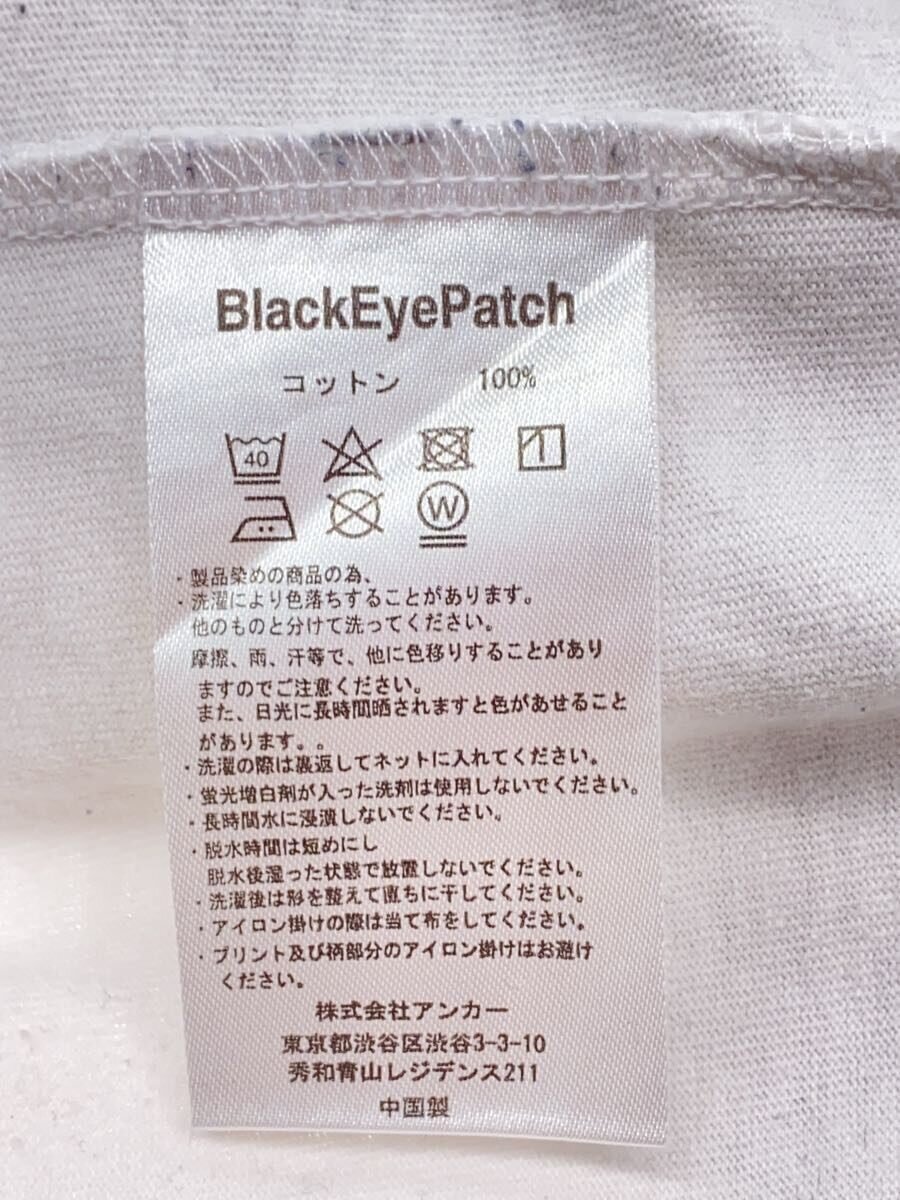 BlackEyePatch
コットン 100%
40
W
・製品染めの商品の為、
・洗濯により色落ちすることがあります。
他のものと分けて洗ってください。
摩擦、雨、汗等で、他に色移りすることがあり
ますのでご注意ください。
また、日光に長時間晒されますと色があせること
があります。。
・洗濯の際は裏返してネットに入れてください。
・蛍光増白剤が入った洗剤は使用しないでください。
・長時間水に浸漬しないでください。
・脱水時間は短めにし
脱水後湿った状態で放置しないでください。
・洗濯後は形を整えて直ちに干してください。
・アイロン掛けの際は当て布をしてください。
・プリント及び柄部分のアイロン掛けはお避け
ください。
株式会社アンカー
東京都渋谷区渋谷3-3-10
秀和青山レジデンス211
中国製